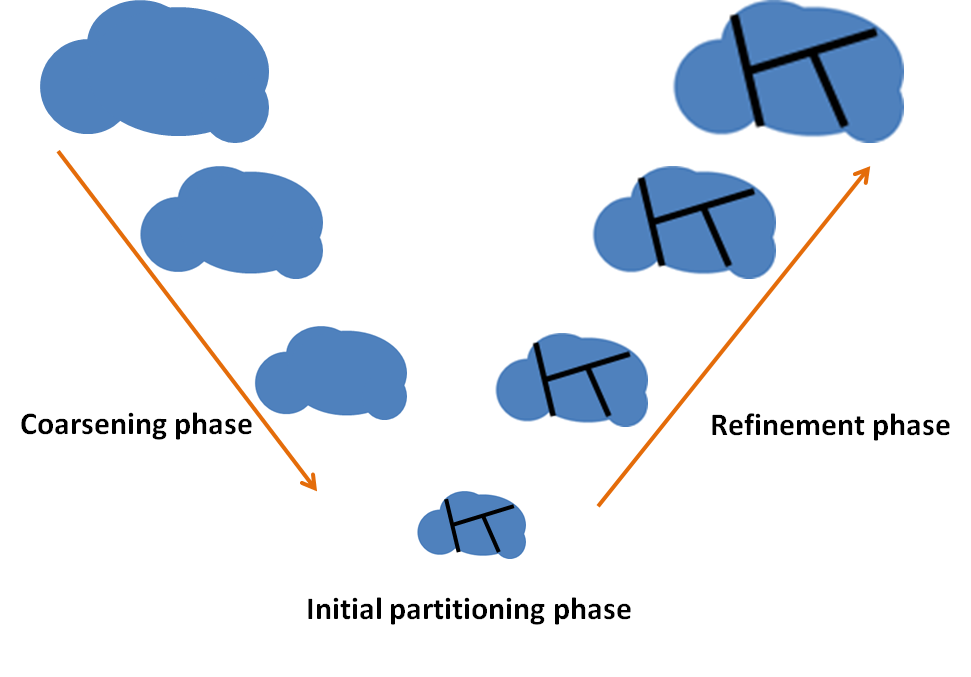 Coarsening phase
Refinement phase
Initial partitioning phase